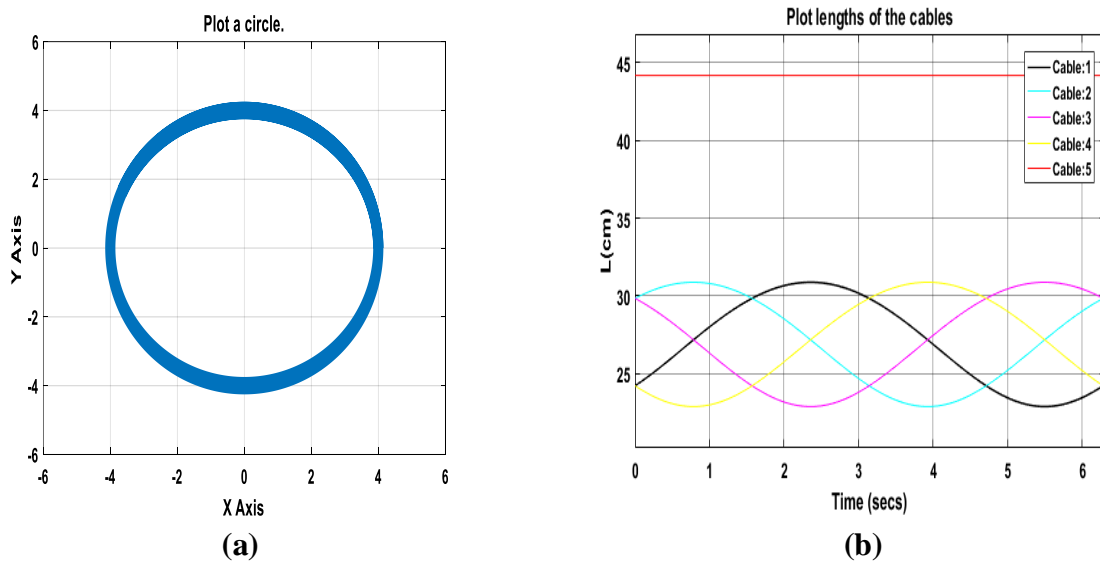 Plot a circle.
6
4
2
0
-2
-4
-6
Y Axis
-6 -4 -2 0 2 4 6
X Axis
(a)
Plot lengths of the cables
45
40
35
30
25
L(cm)
Cable:1
Cable:2
Cable:3
Cable:4
Cable:5
0 1 2 3 4 5 6
Time (secs)
(b)